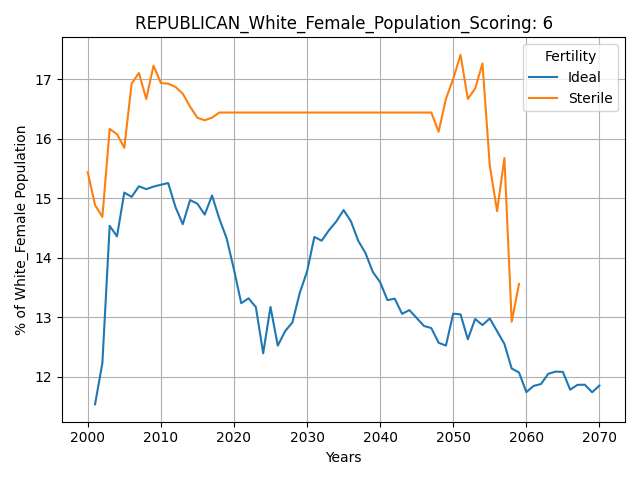 REPUBLICAN_White_Female_Population_Scoring: 6
Fertility
Ideal
Sterile
% of White_Female Population
17
16
15
14
13
12
2000 2010 2020 2030 2040 2050 2060 2070
Years